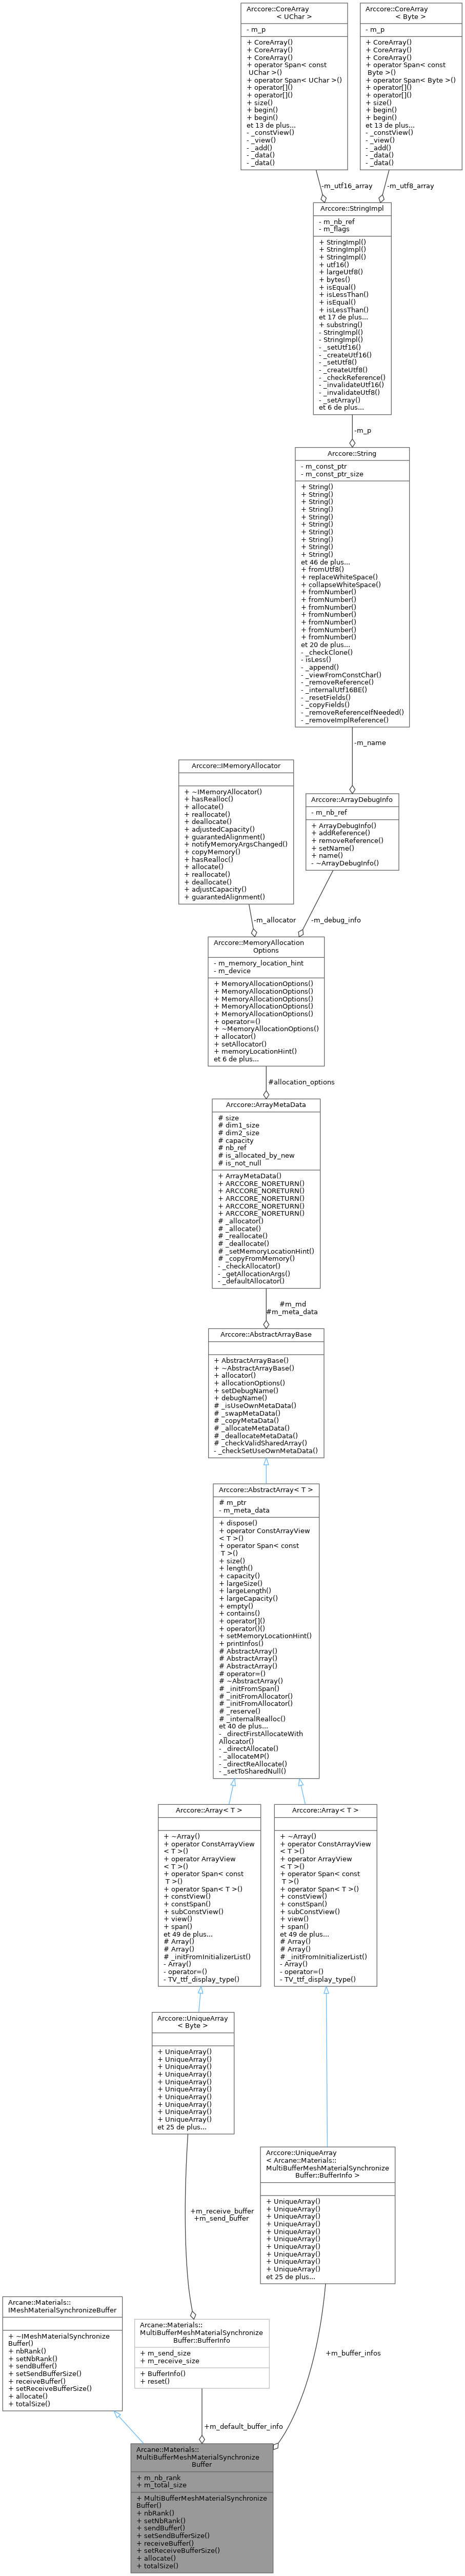 Arccore::CoreArray
< UChar >
- m_p
+ CoreArray()
+ CoreArray()
+ CoreArray()
+ operator Span< const
UChar >()
+ operator Span< UChar >()
+ operator[]()
+ operator[]()
+ size()
+ begin()
+ begin()
et 13 de plus...
- _constView()
- _view()
- _add()
- _data()
- _data()
Arccore::CoreArray
< Byte >
- m_p
+ CoreArray()
+ CoreArray()
+ CoreArray()
+ operator Span< const
Byte >()
+ operator Span< Byte >()
+ operator[]()
+ operator[]()
+ size()
+ begin()
+ begin()
et 13 de plus...
- _constView()
- _view()
- _add()
- _data()
- _data()
-m_utf16_array
-m_utf8_array
Arccore::StringImpl
- m_nb_ref
- m_flags
+ StringImpl()
+ StringImpl()
+ StringImpl()
+ utf16()
+ largeUtf8()
+ bytes()
+ isEqual()
+ isLessThan()
+ isEqual()
+ isLessThan()
et 17 de plus...
+ substring()
- StringImpl()
- StringImpl()
- _setUtf16()
- _createUtf16()
- _setUtf8()
- _createUtf8()
- _checkReference()
- _invalidateUtf16()
- _invalidateUtf8()
- _setArray()
et 6 de plus...
-m_p
Arccore::String
- m_const_ptr
- m_const_ptr_size
+ String()
+ String()
+ String()
+ String()
+ String()
+ String()
+ String()
+ String()
+ String()
+ String()
et 46 de plus...
+ fromUtf8()
+ replaceWhiteSpace()
+ collapseWhiteSpace()
+ fromNumber()
+ fromNumber()
+ fromNumber()
+ fromNumber()
+ fromNumber()
+ fromNumber()
+ fromNumber()
et 20 de plus...
- _checkClone()
- isLess()
- _append()
- _viewFromConstChar()
- _removeReference()
- _internalUtf16BE()
- _resetFields()
- _copyFields()
- _removeReferenceIfNeeded()
- _removeImplReference()
-m_name
Arccore::IMemoryAllocator
+ ~IMemoryAllocator()
+ hasRealloc()
+ allocate()
+ reallocate()
+ deallocate()
+ adjustedCapacity()
+ guarantedAlignment()
+ notifyMemoryArgsChanged()
+ copyMemory()
+ hasRealloc()
+ allocate()
+ reallocate()
+ deallocate()
+ adjustCapacity()
+ guarantedAlignment()
Arccore::ArrayDebugInfo
- m_nb_ref
+ ArrayDebugInfo()
+ addReference()
+ removeReference()
+ setName()
+ name()
- ~ArrayDebugInfo()
-m_allocator
-m_debug_info
Arccore::MemoryAllocation
Options
- m_memory_location_hint
- m_device
+ MemoryAllocationOptions()
+ MemoryAllocationOptions()
+ MemoryAllocationOptions()
+ MemoryAllocationOptions()
+ MemoryAllocationOptions()
+ operator=()
+ ~MemoryAllocationOptions()
+ allocator()
+ setAllocator()
+ memoryLocationHint()
et 6 de plus...
#allocation_options
Arccore::ArrayMetaData
# size
# dim1_size
# dim2_size
# capacity
# nb_ref
# is_allocated_by_new
# is_not_null
+ ArrayMetaData()
+ ARCCORE_NORETURN()
+ ARCCORE_NORETURN()
+ ARCCORE_NORETURN()
+ ARCCORE_NORETURN()
+ ARCCORE_NORETURN()
# _allocator()
# _allocate()
# _reallocate()
# _deallocate()
# _setMemoryLocationHint()
# _copyFromMemory()
- _checkAllocator()
- _getAllocationArgs()
- _defaultAllocator()
#m_md
#m_meta_data
Arccore::AbstractArrayBase
+ AbstractArrayBase()
+ ~AbstractArrayBase()
+ allocator()
+ allocationOptions()
+ setDebugName()
+ debugName()
# _isUseOwnMetaData()
# _swapMetaData()
# _copyMetaData()
# _allocateMetaData()
# _deallocateMetaData()
# _checkValidSharedArray()
- _checkSetUseOwnMetaData()
Arccore::AbstractArray< T >
# m_ptr
- m_meta_data
+ dispose()
+ operator ConstArrayView
< T >()
+ operator Span< const
T >()
+ size()
+ length()
+ capacity()
+ largeSize()
+ largeLength()
+ largeCapacity()
+ empty()
+ contains()
+ operator[]()
+ operator()()
+ setMemoryLocationHint()
+ printInfos()
# AbstractArray()
# AbstractArray()
# AbstractArray()
# operator=()
# ~AbstractArray()
# _initFromSpan()
# _initFromAllocator()
# _initFromAllocator()
# _reserve()
# _internalRealloc()
et 40 de plus...
- _directFirstAllocateWith
Allocator()
- _directAllocate()
- _allocateMP()
- _directReAllocate()
- _setToSharedNull()
Arccore::Array< T >
+ ~Array()
+ operator ConstArrayView
< T >()
+ operator ArrayView
< T >()
+ operator Span< const
T >()
+ operator Span< T >()
+ constView()
+ constSpan()
+ subConstView()
+ view()
+ span()
et 49 de plus...
# Array()
# Array()
# _initFromInitializerList()
- Array()
- operator=()
- TV_ttf_display_type()
Arccore::Array< T >
+ ~Array()
+ operator ConstArrayView
< T >()
+ operator ArrayView
< T >()
+ operator Span< const
T >()
+ operator Span< T >()
+ constView()
+ constSpan()
+ subConstView()
+ view()
+ span()
et 49 de plus...
# Array()
# Array()
# _initFromInitializerList()
- Array()
- operator=()
- TV_ttf_display_type()
Arccore::UniqueArray
< Byte >
+ UniqueArray()
+ UniqueArray()
+ UniqueArray()
+ UniqueArray()
+ UniqueArray()
+ UniqueArray()
+ UniqueArray()
+ UniqueArray()
+ UniqueArray()
+ UniqueArray()
et 25 de plus...
Arccore::UniqueArray
< Arcane::Materials::
MultiBufferMeshMaterialSynchronize
Buffer::BufferInfo >
+ UniqueArray()
+ UniqueArray()
+ UniqueArray()
+ UniqueArray()
+ UniqueArray()
+ UniqueArray()
+ UniqueArray()
+ UniqueArray()
+ UniqueArray()
+ UniqueArray()
et 25 de plus...
+m_receive_buffer
+m_send_buffer
Arcane::Materials::
IMeshMaterialSynchronizeBuffer
+ ~IMeshMaterialSynchronize
Buffer()
+ nbRank()
+ setNbRank()
+ sendBuffer()
+ setSendBufferSize()
+ receiveBuffer()
+ setReceiveBufferSize()
+ allocate()
+ totalSize()
Arcane::Materials::
MultiBufferMeshMaterialSynchronize
Buffer::BufferInfo
+ m_send_size
+ m_receive_size
+ BufferInfo()
+ reset()
+m_buffer_infos
+m_default_buffer_info
Arcane::Materials::
MultiBufferMeshMaterialSynchronize
Buffer
+ m_nb_rank
+ m_total_size
+ MultiBufferMeshMaterialSynchronize
Buffer()
+ nbRank()
+ setNbRank()
+ sendBuffer()
+ setSendBufferSize()
+ receiveBuffer()
+ setReceiveBufferSize()
+ allocate()
+ totalSize()